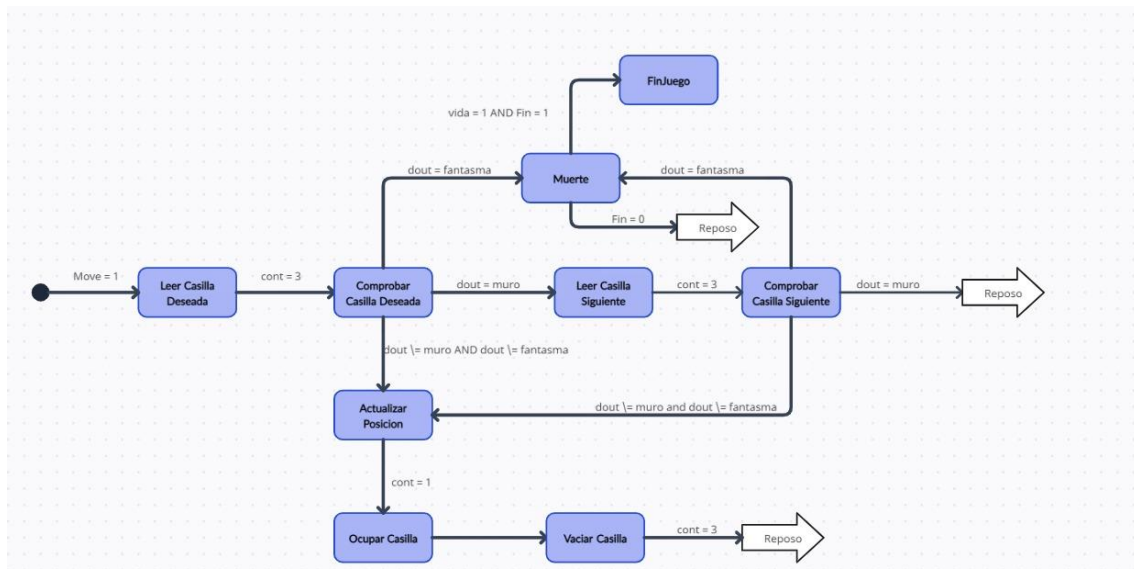 FinJuego
vida = 1 AND Fin = 1
dout = fantasma
Muerte
dout = fantasma
Fin = 0
Reposo
Move = 1
Leer Casilla
Deseada
cont = 3
Comprobar
Casilla Deseada
dout = muro
Leer Casilla
Siguiente
cont = 3
Comprobar
Casilla Siguiente
dout = muro
Reposo
dout \= muro AND dout \= fantasma
Actualizar
Posicion
dout \= muro and dout \= fantasma
cont = 1
Ocupar Casilla
Vaciar Casilla
cont = 3
Reposo